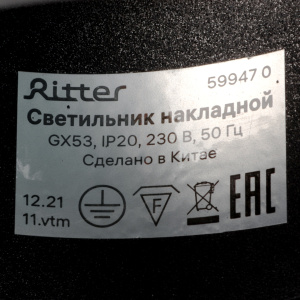 Ritter
59947 0
Светильник накладной
GX53, IP20, 230 В, 50 Гц
Сделано в Китае
12.21
11.vtm
F
EAC